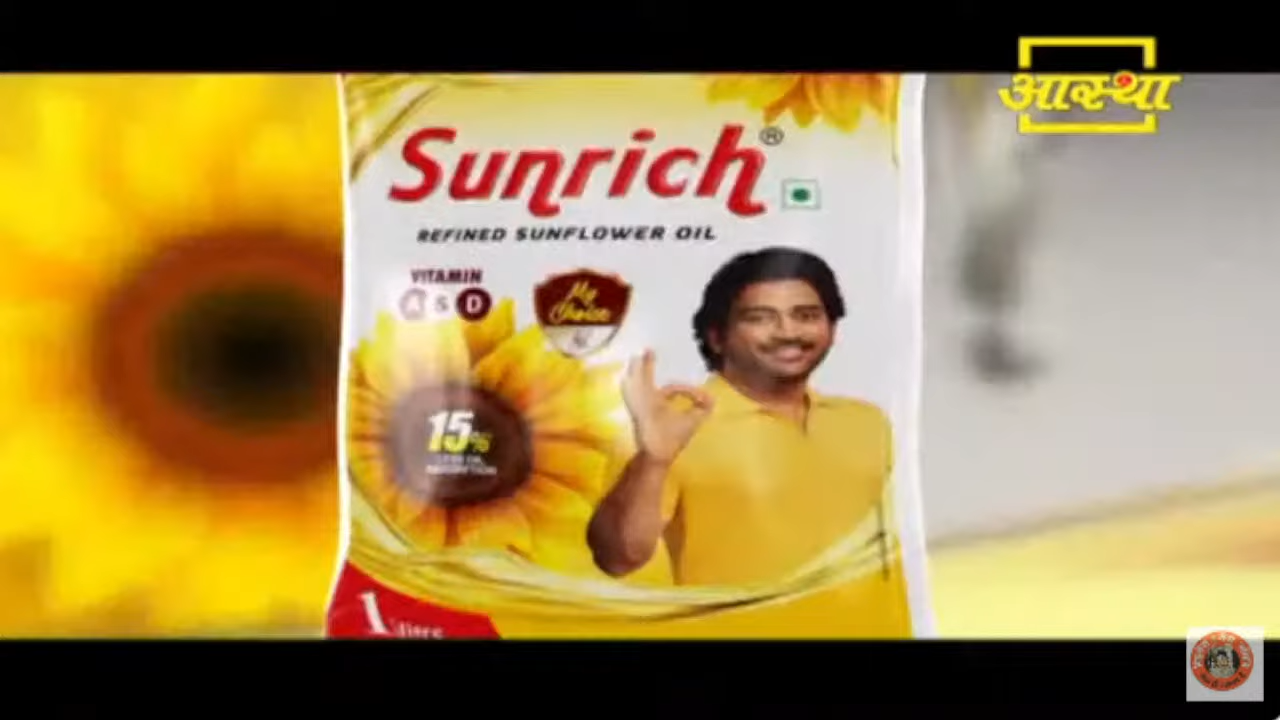 आस्था
Sunrich®
REFINED SUNFLOWER OIL
VITAMIN
A & D
My
Choice
15%
1